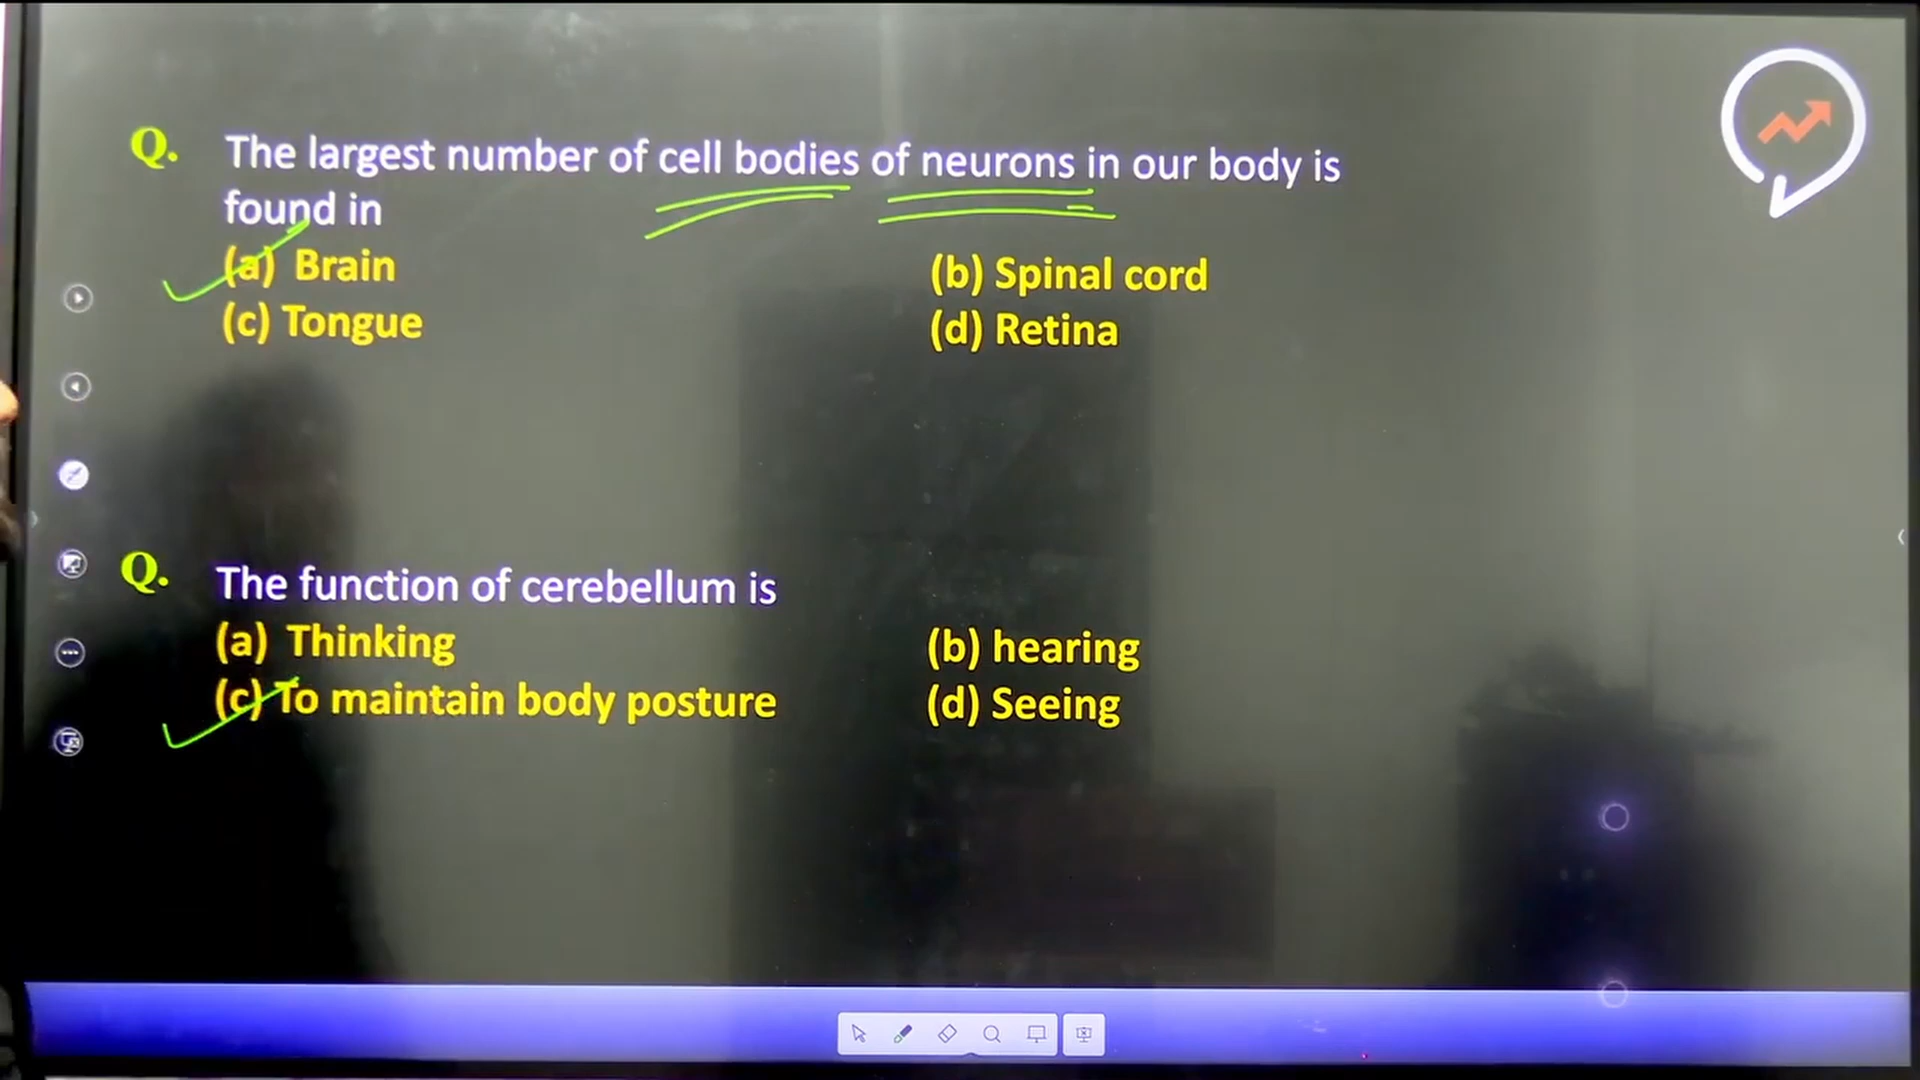 Q. The largest number of cell bodies of neurons in our body is
found in
(a) Brain (b) Spinal cord
(c) Tongue (d) Retina
Q. The function of cerebellum is
(a) Thinking (b) hearing
(c) To maintain body posture (d) Seeing